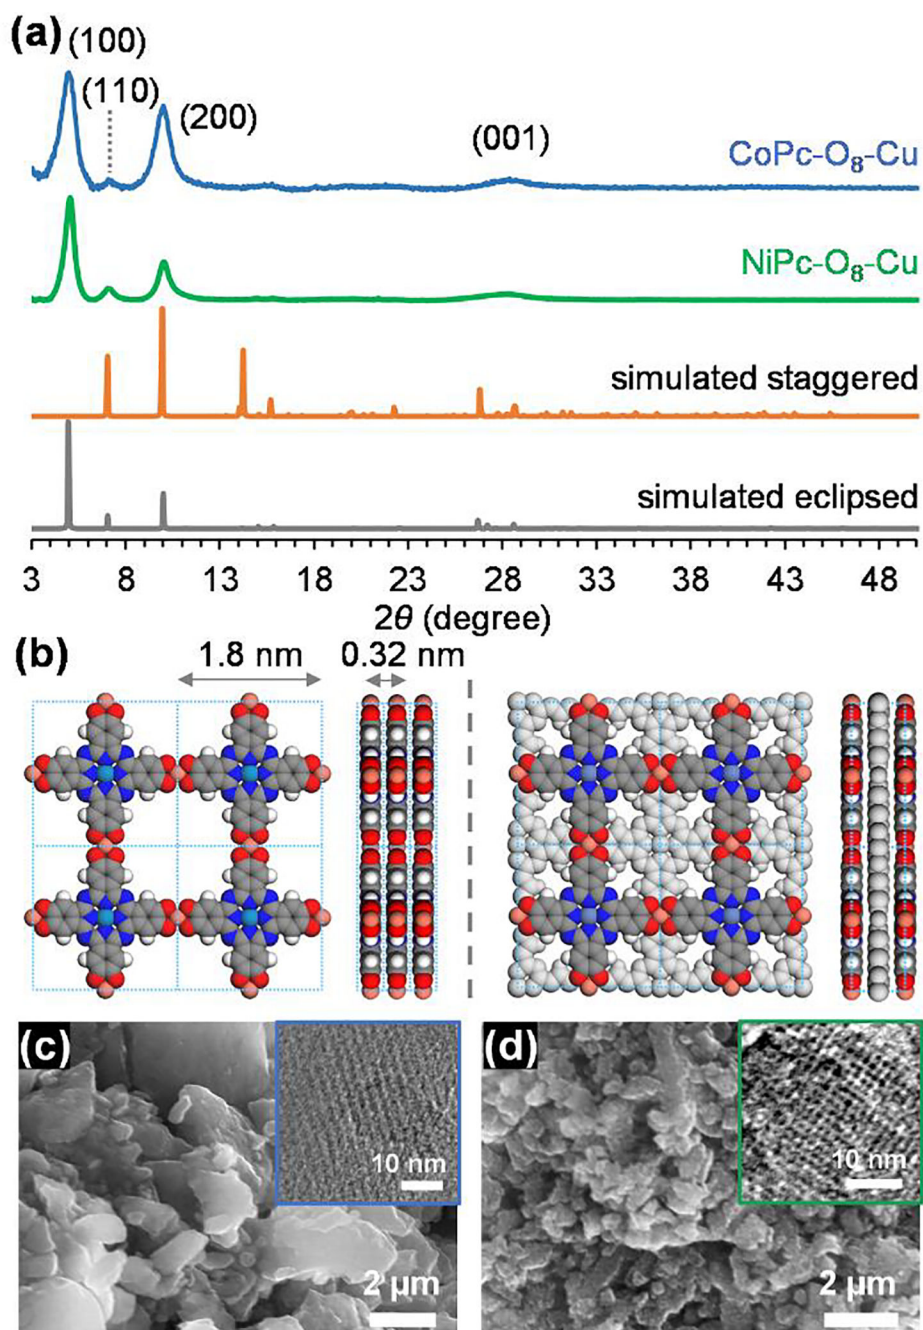 (a)
(100)
(110)
(200)
(001)
CoPc-O₈-Cu
NiPc-O₈-Cu
simulated staggered
simulated eclipsed
3 8 13 18 23 28 33 38 43 48
2θ (degree)
(b)
1.8 nm
0.32 nm
(c)
10 nm
2 μm
(d)
10 nm
2 μm